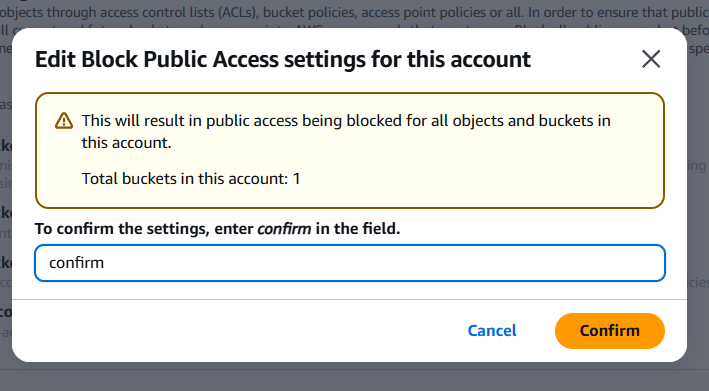 objects through access control lists (ACLs), bucket policies, access point policies or all. In order to ensure that public
Edit Block Public Access settings for this account
This will result in public access being blocked for all objects and buckets in
this account.
Total buckets in this account: 1
To confirm the settings, enter confirm in the field.
confirm
Cancel
Confirm